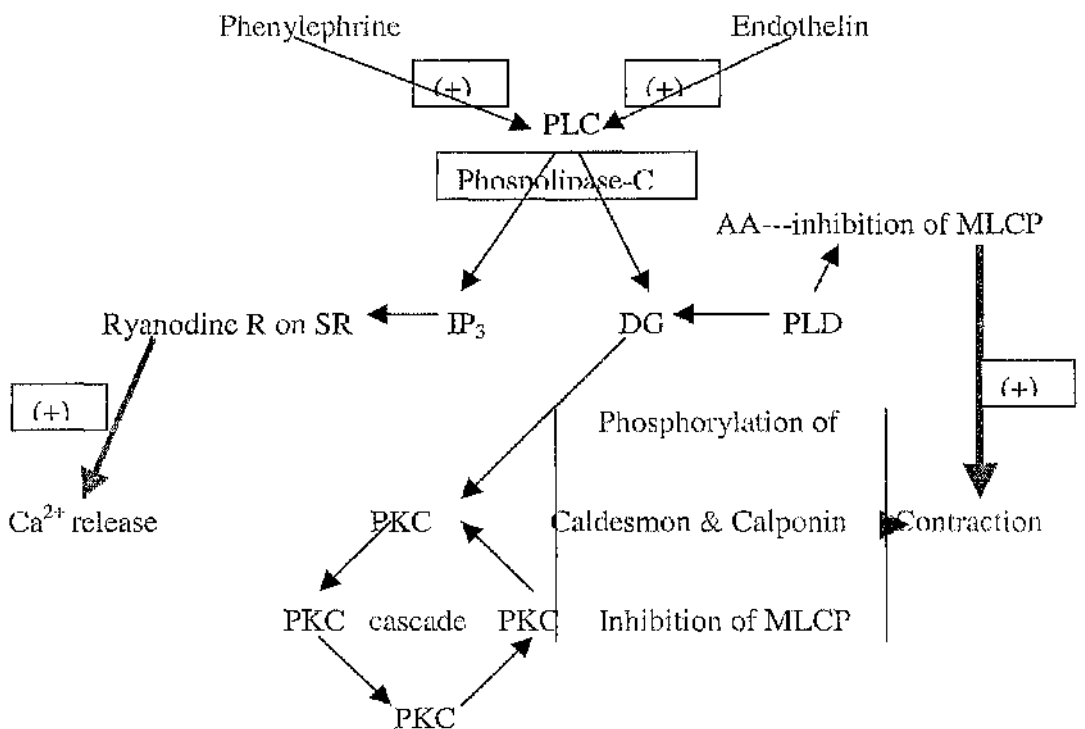 Phenylephrine Endothelin
(+) (+)
PLC
Phospolipase-C
AA---inhibition of MLCP
Ryanodine R on SR IP₃ DG PLD
(+) (+)
Phosphorylation of
Ca²⁺ release PKC Caldesmon & Calponin Contraction
PKC cascade PKC Inhibition of MLCP
PKC